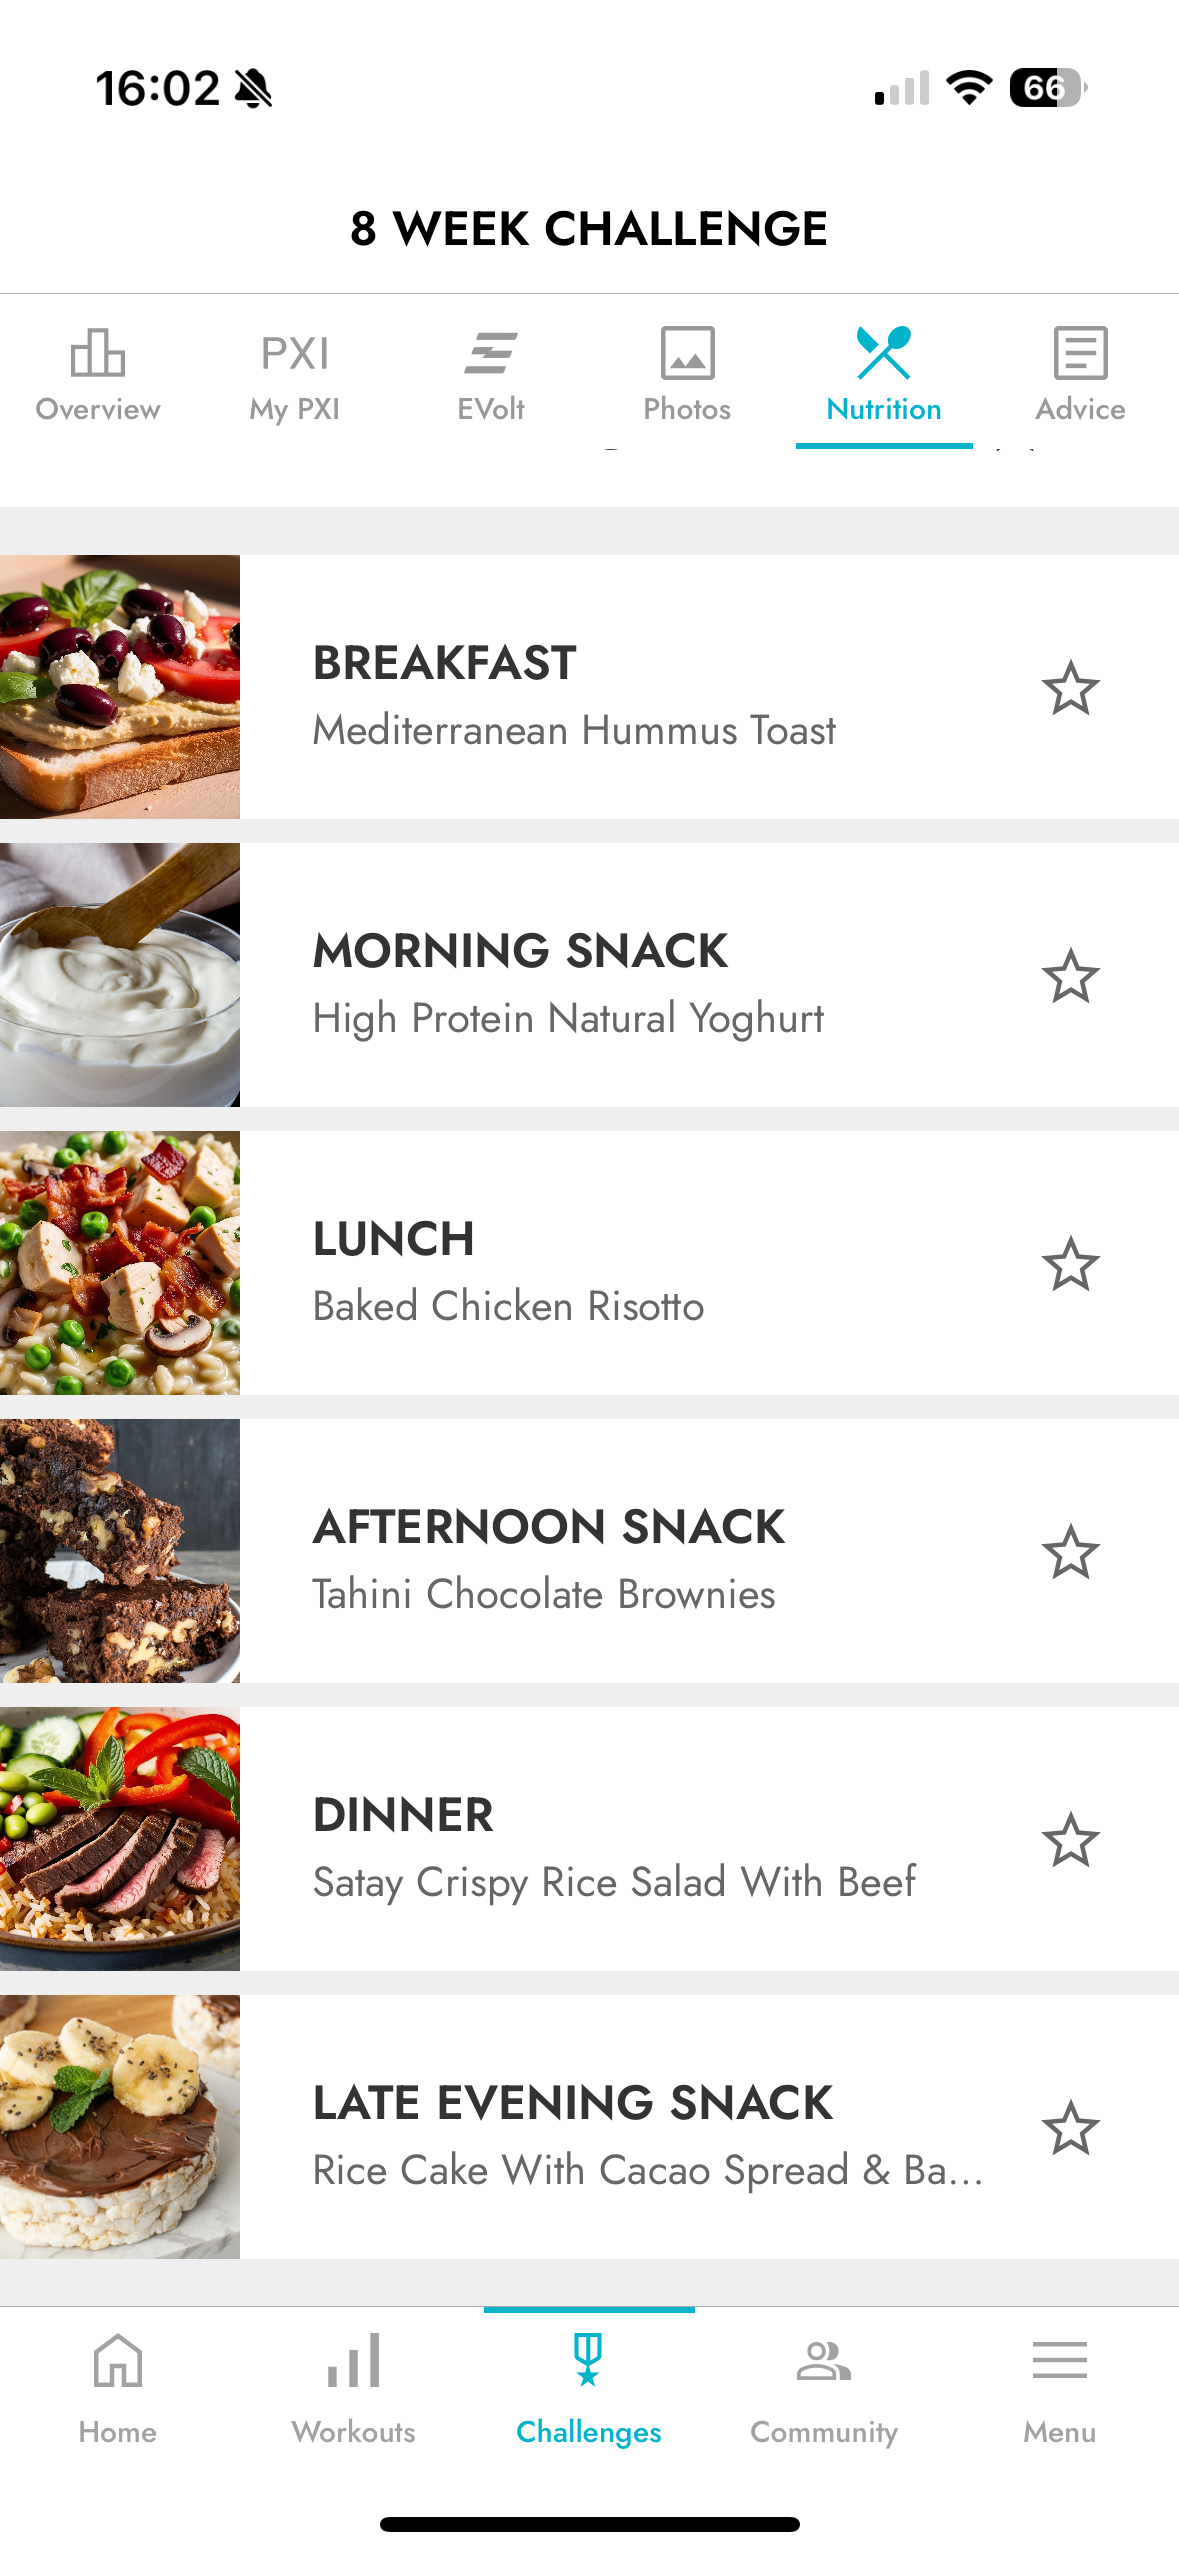 16:02
66
8 WEEK CHALLENGE
PXI
Overview
My PXI
EVolt
Photos
Nutrition
Advice
BREAKFAST
Mediterranean Hummus Toast
MORNING SNACK
High Protein Natural Yoghurt
LUNCH
Baked Chicken Risotto
AFTERNOON SNACK
Tahini Chocolate Brownies
DINNER
Satay Crispy Rice Salad With Beef
LATE EVENING SNACK
Rice Cake With Cacao Spread & Ba...
Home
Workouts
Challenges
Community
Menu